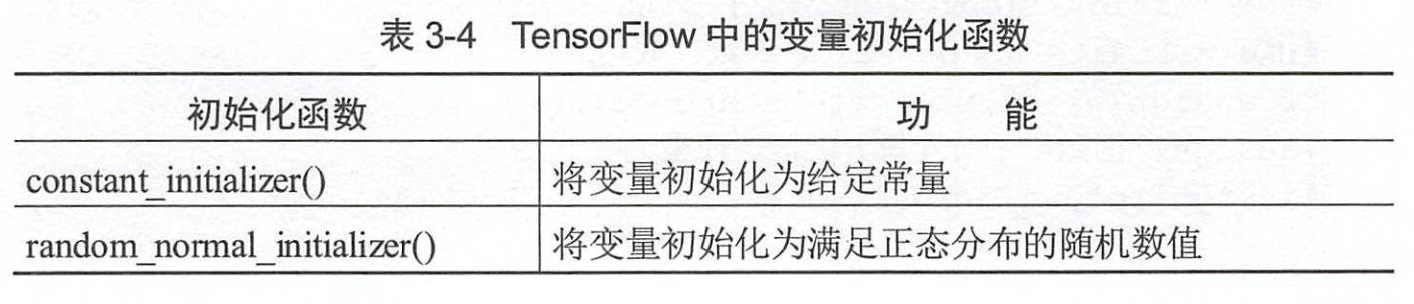 表 3-4 TensorFlow 中的变量初始化函数
初始化函数 功 能
constant_initializer() 将变量初始化为给定常量
random_normal_initializer() 将变量初始化为满足正态分布的随机数值